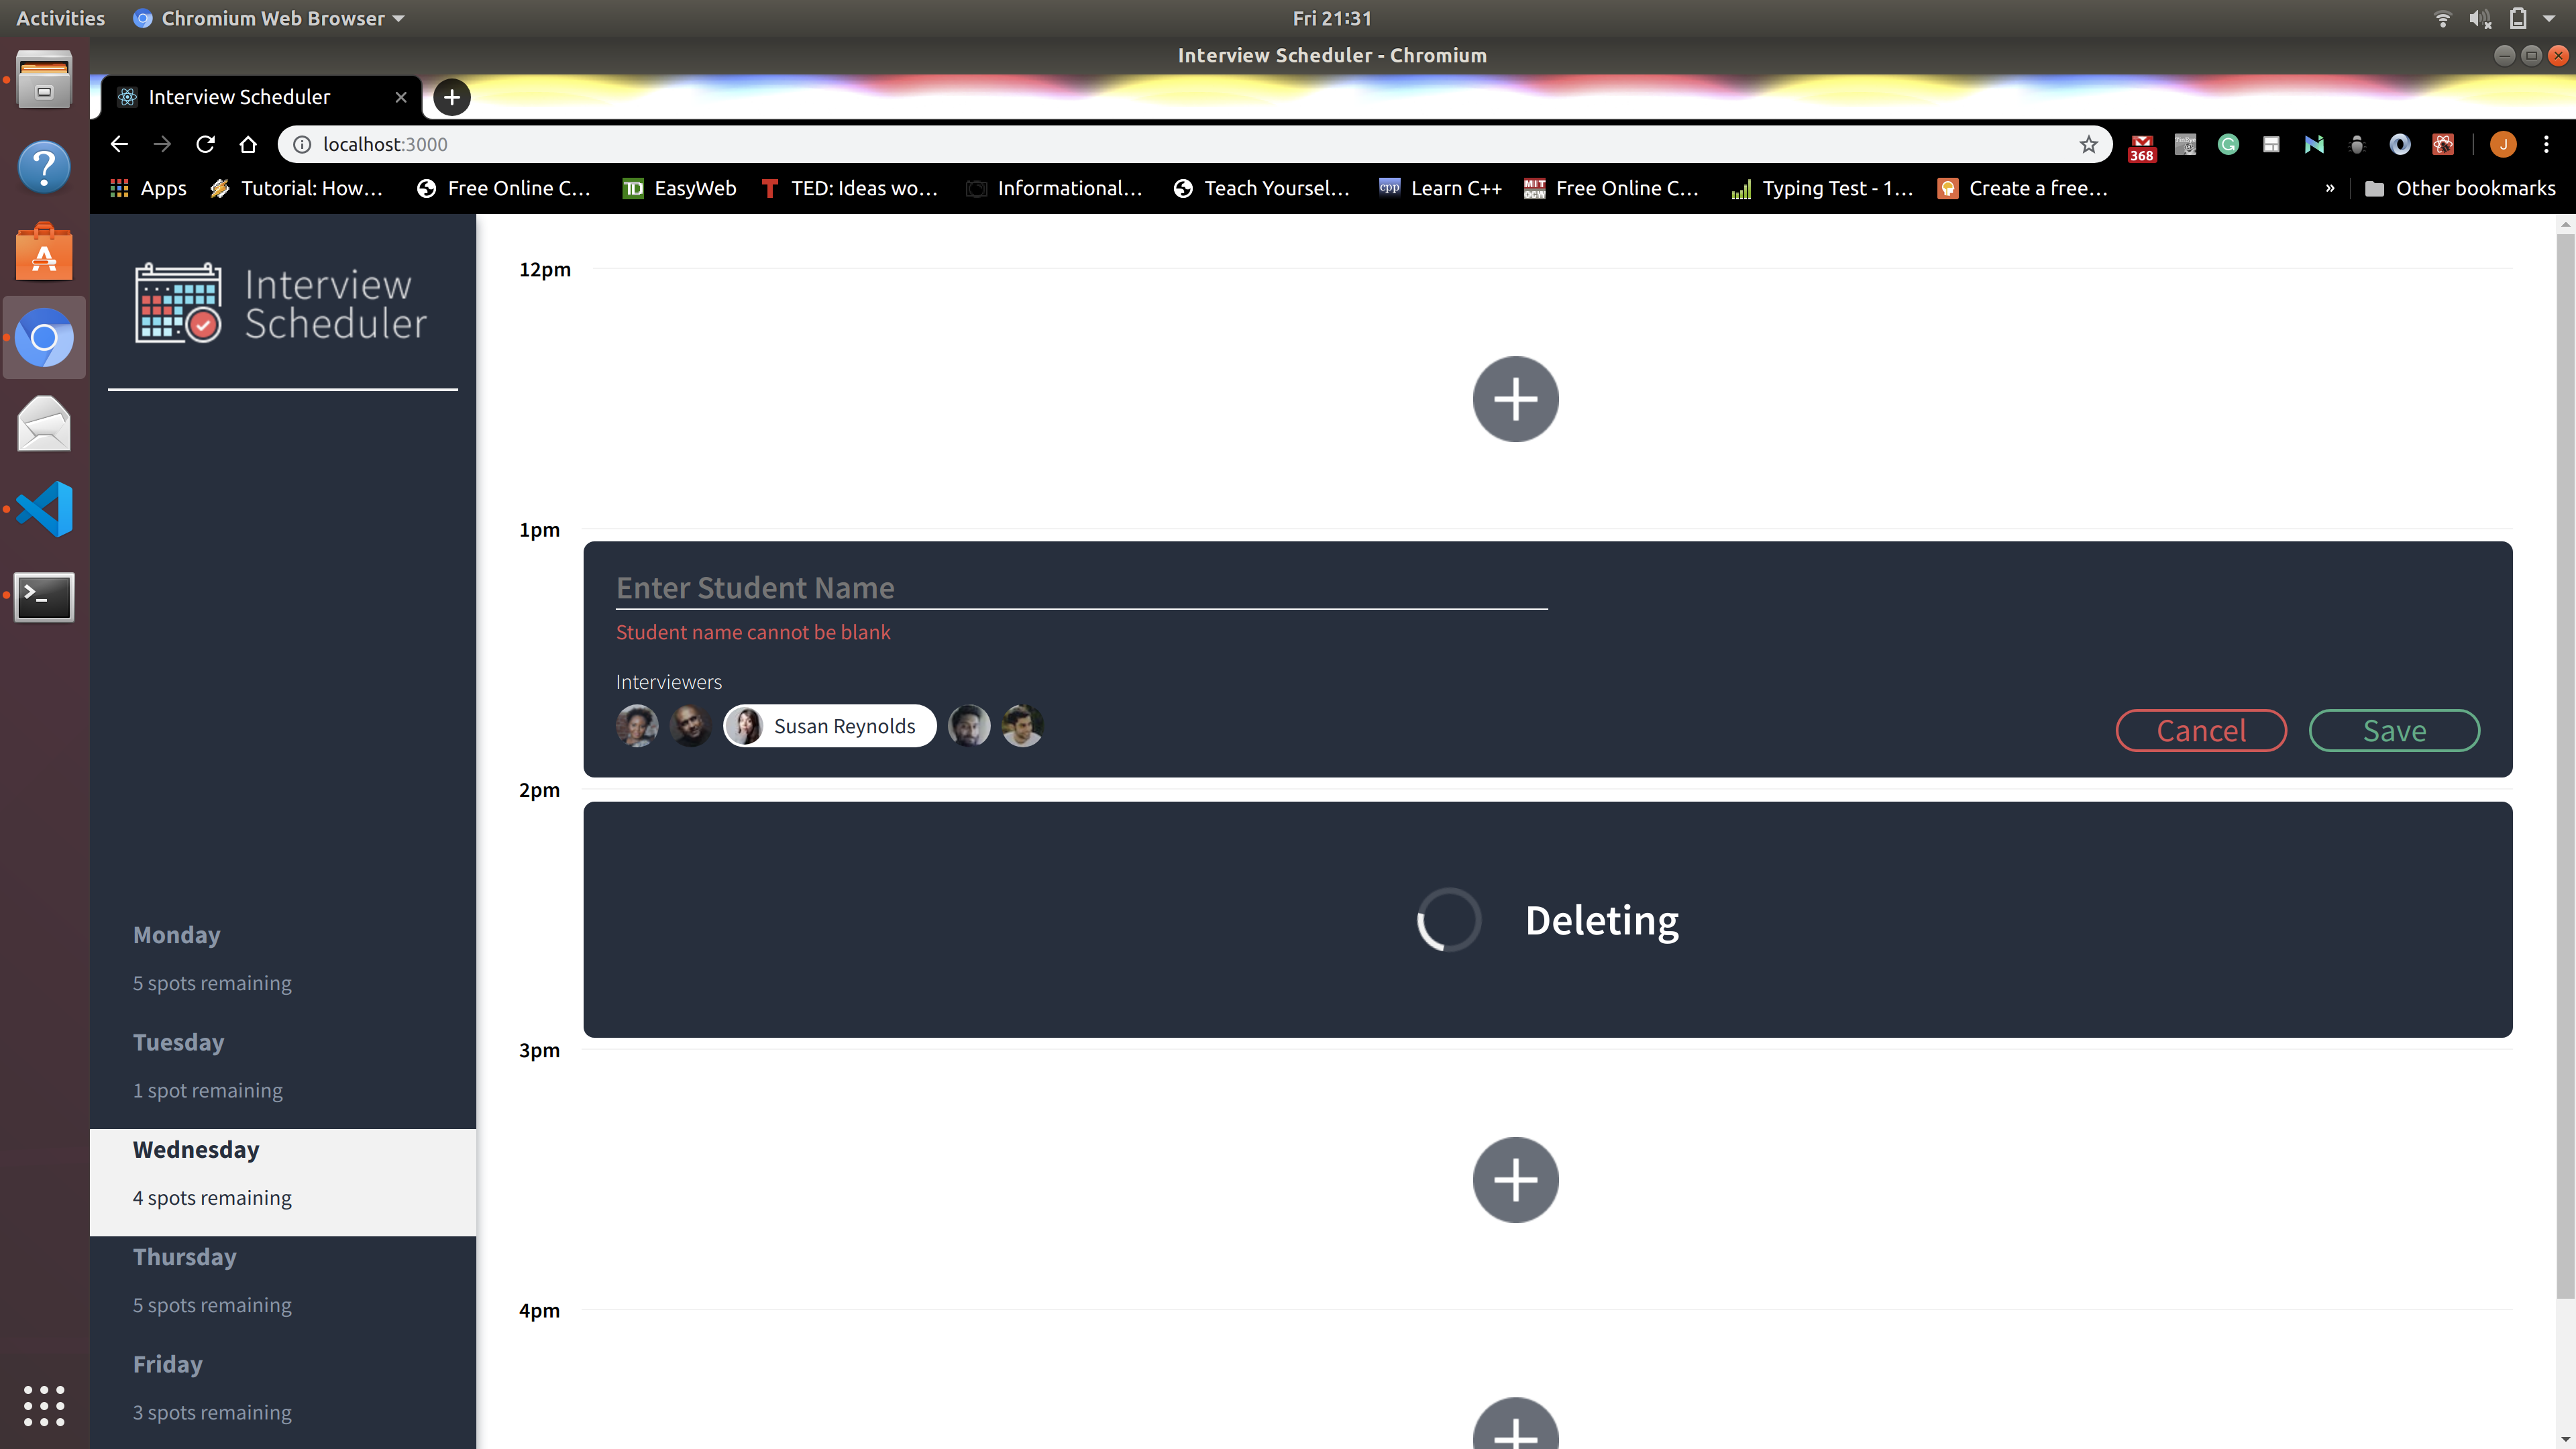 Activities
Chromium Web Browser
Fri 21:31
Interview Scheduler - Chromium
Interview Scheduler
localhost:3000
368
J
Apps
Tutorial: How...
Free Online C...
TD
EasyWeb
T
TED: Ideas wo...
Informational...
Teach Yoursel...
cpp
Learn C++
MIT
OCW
Free Online C...
Typing Test - 1...
Create a free...
»
Other bookmarks
Interview
Scheduler
Monday
5 spots remaining
Tuesday
1 spot remaining
Wednesday
4 spots remaining
Thursday
5 spots remaining
Friday
3 spots remaining
12pm
1pm
Enter Student Name
Student name cannot be blank
Interviewers
Susan Reynolds
Cancel
Save
2pm
Deleting
3pm
4pm